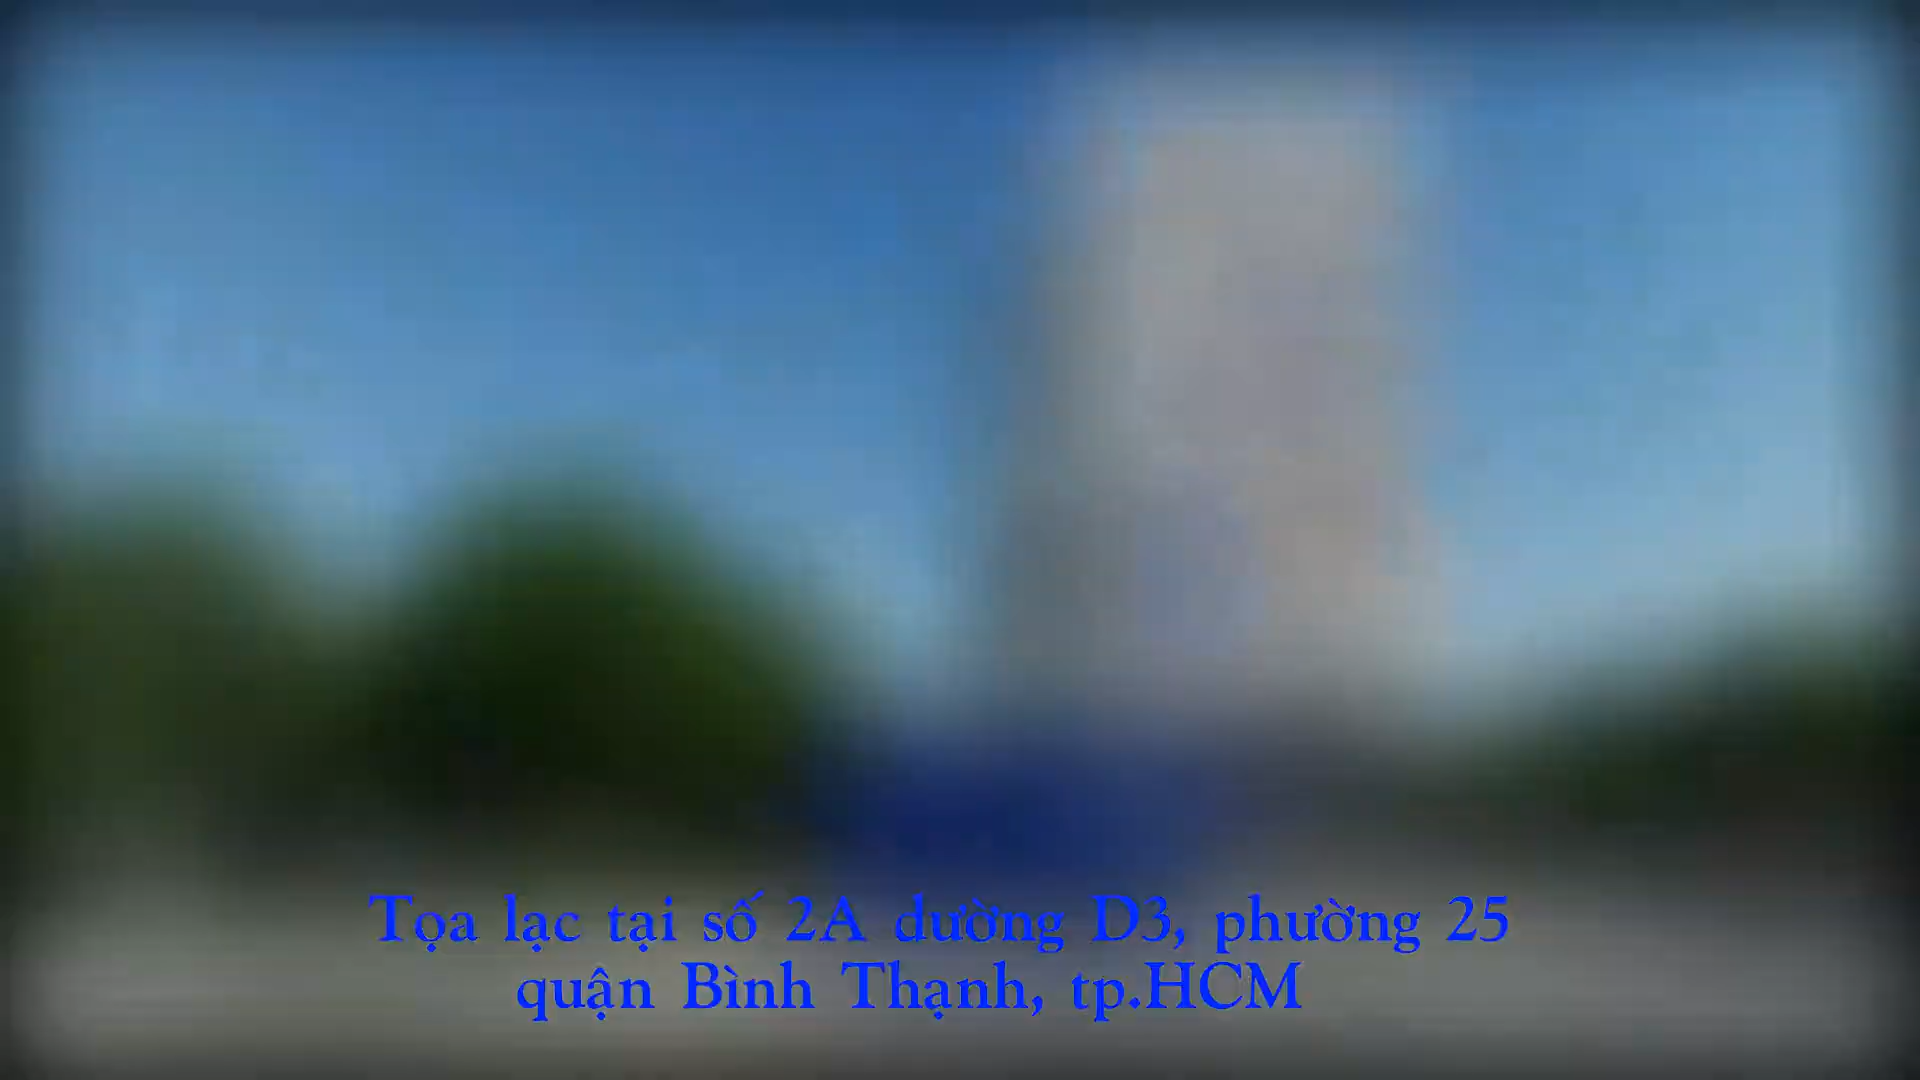 Tọa lạc tại số 2A đường D3, phường 25
quận Bình Thạnh, tp.HCM